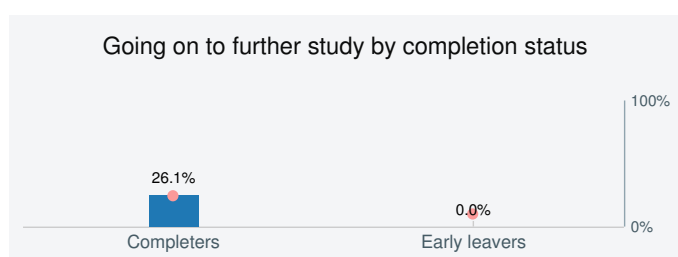 Going on to further study by completion status
100%
26.1%
0.0%
0%
Completers
Early leavers